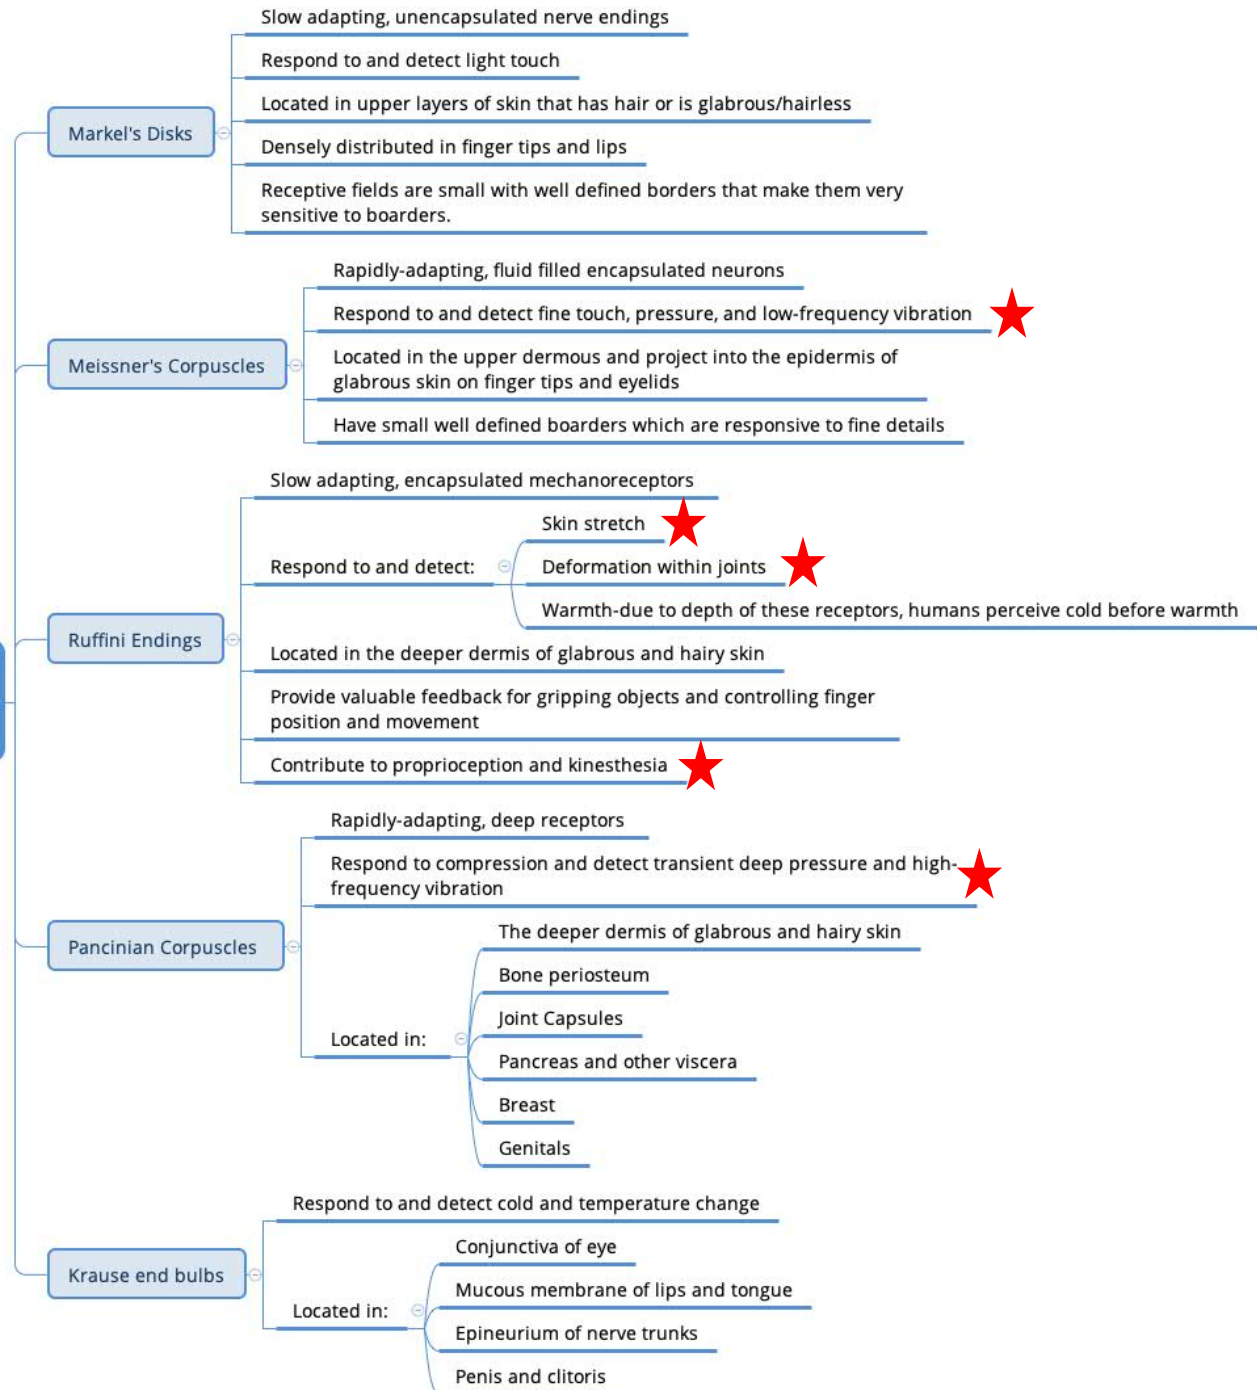 Markel's Disks
Slow adapting, unencapsulated nerve endings
Respond to and detect light touch
Located in upper layers of skin that has hair or is glabrous/hairless
Densely distributed in finger tips and lips
Receptive fields are small with well defined borders that make them very
sensitive to boarders.
Meissner's Corpuscles
Rapidly-adapting, fluid filled encapsulated neurons
Respond to and detect fine touch, pressure, and low-frequency vibration
Located in the upper dermous and project into the epidermis of
glabrous skin on finger tips and eyelids
Have small well defined boarders which are responsive to fine details
Ruffini Endings
Slow adapting, encapsulated mechanoreceptors
Respond to and detect:
Skin stretch
Deformation within joints
Warmth-due to depth of these receptors, humans perceive cold before warmth
Located in the deeper dermis of glabrous and hairy skin
Provide valuable feedback for gripping objects and controlling finger
position and movement
Contribute to proprioception and kinesthesia
Pancinian Corpuscles
Rapidly-adapting, deep receptors
Respond to compression and detect transient deep pressure and high-
frequency vibration
Located in:
The deeper dermis of glabrous and hairy skin
Bone periosteum
Joint Capsules
Pancreas and other viscera
Breast
Genitals
Krause end bulbs
Respond to and detect cold and temperature change
Located in:
Conjunctiva of eye
Mucous membrane of lips and tongue
Epineurium of nerve trunks
Penis and clitoris